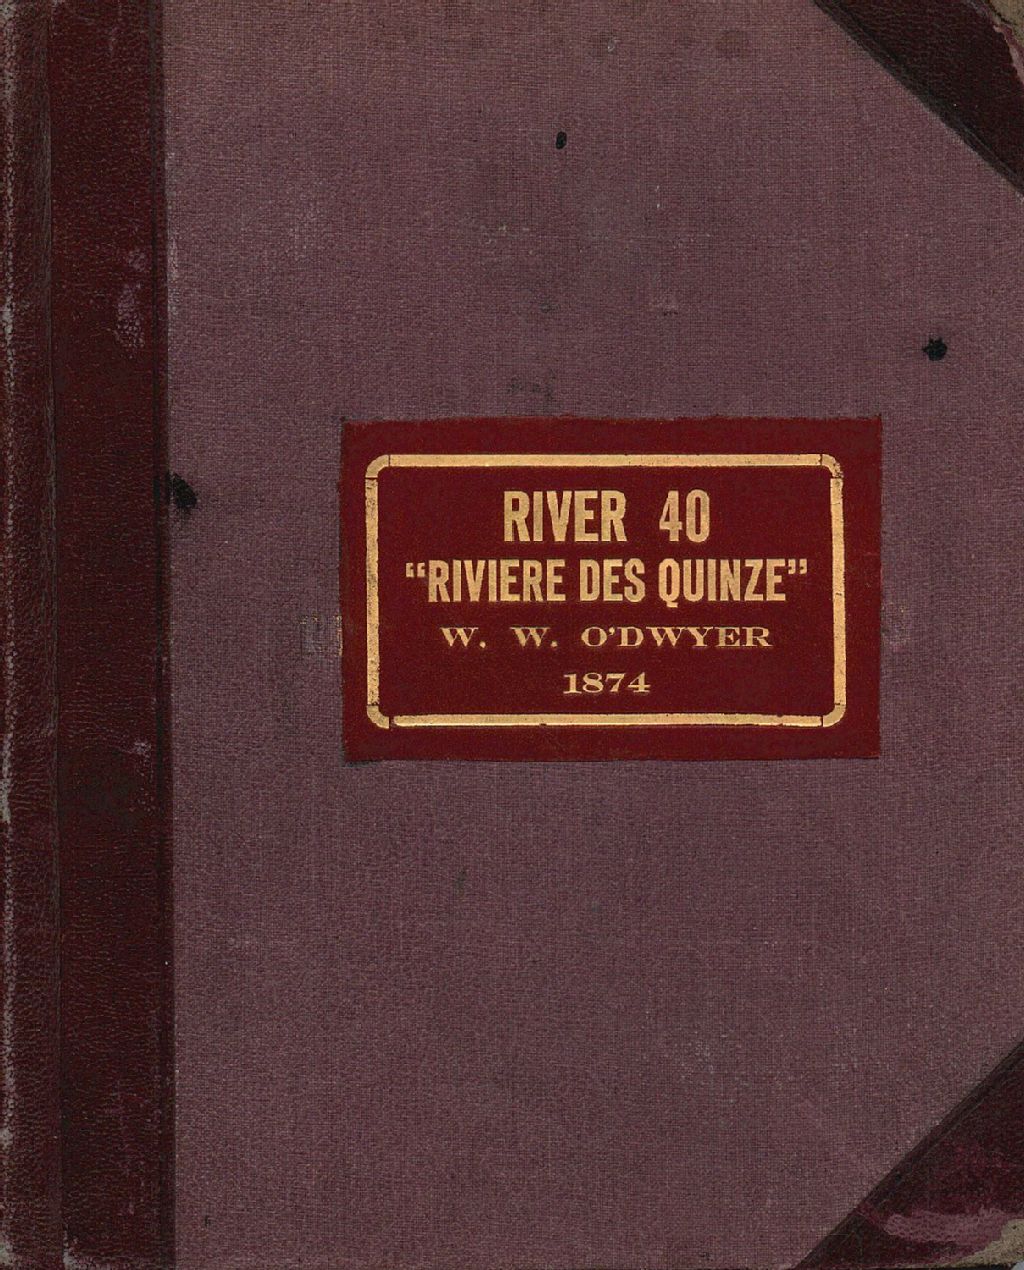 RIVER 40
“RIVIERE DES QUINZE”
W. W. O’DWYER
1874